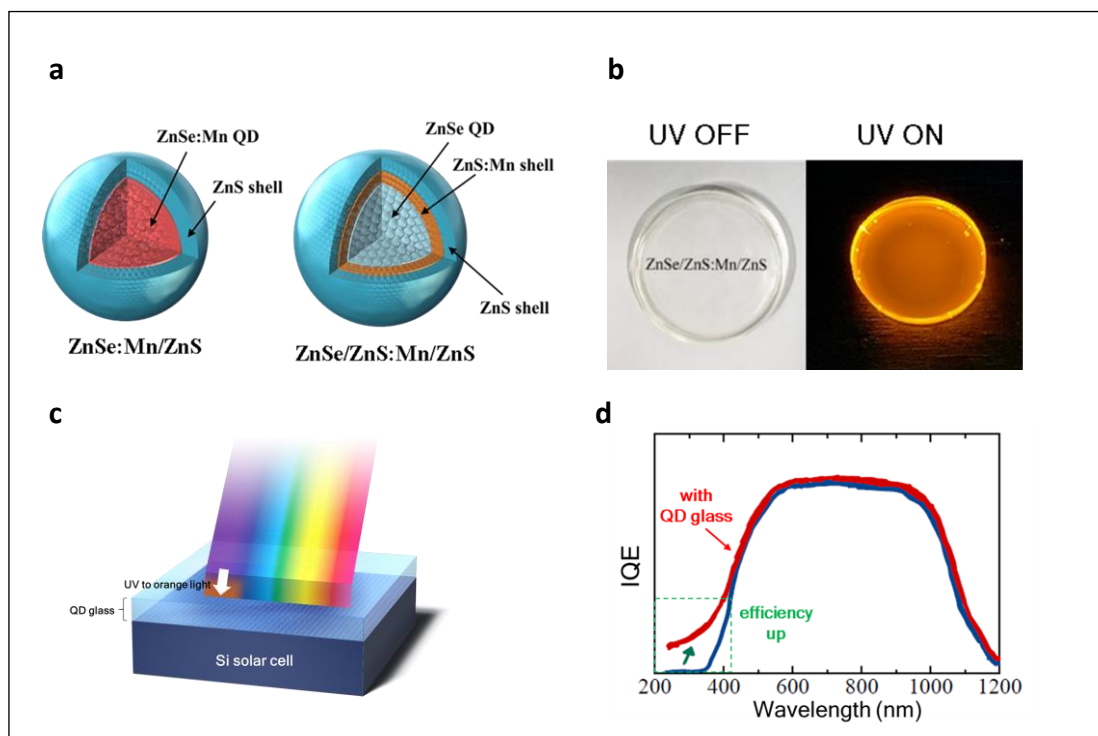 a
ZnSe:Mn QD
ZnS shell
ZnSe:Mn/ZnS
ZnSe QD
ZnS:Mn shell
ZnS shell
ZnSe/ZnS:Mn/ZnS
b
UV OFF
UV ON
ZnSe/ZnS:Mn/ZnS
c
UV to orange light
QD glass
Si solar cell
d
with
QD glass
efficiency
up
IQE
200 400 600 800 1000 1200
Wavelength (nm)